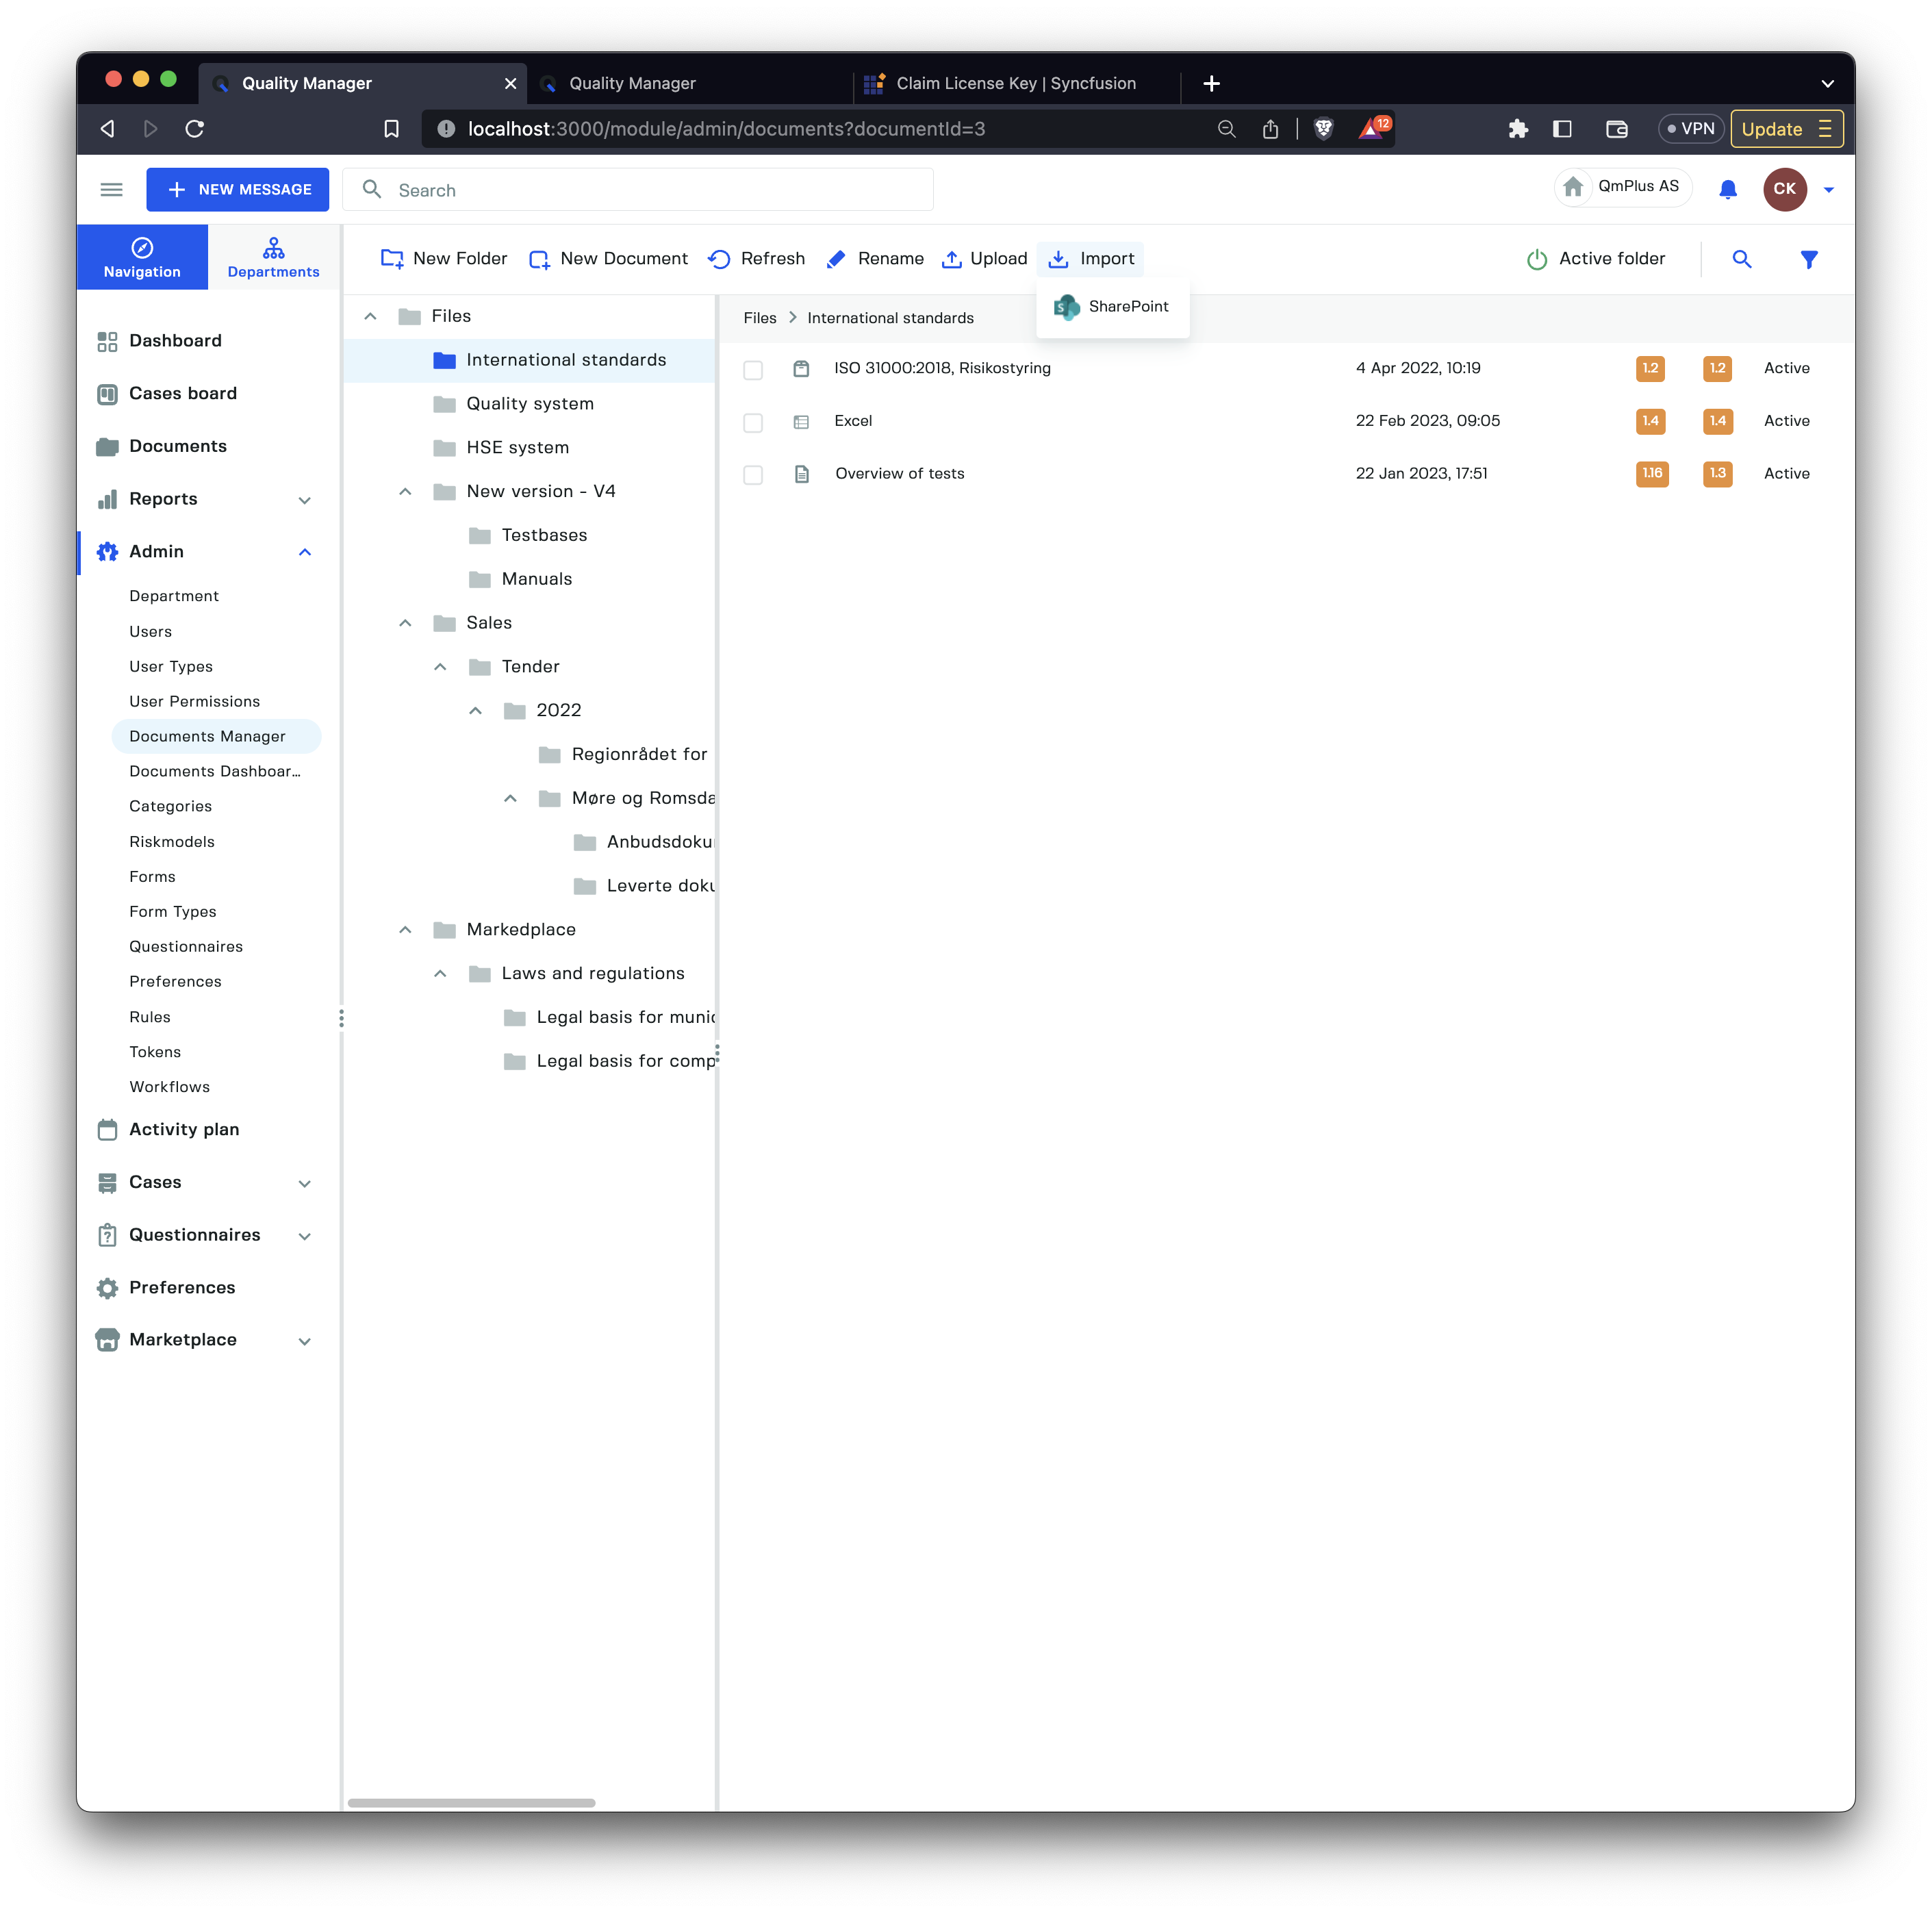 Quality Manager
Quality Manager
Claim License Key | Syncfusion
localhost:3000/module/admin/documents?documentId=3
12
VPN
Update
NEW MESSAGE
Search
QmPlus AS
CK
Navigation
Departments
New Folder
New Document
Refresh
Rename
Upload
Import
Active folder
SharePoint
Dashboard
Cases board
Documents
Reports
Admin
Department
Users
User Types
User Permissions
Documents Manager
Documents Dashboar...
Categories
Riskmodels
Forms
Form Types
Questionnaires
Preferences
Rules
Tokens
Workflows
Activity plan
Cases
Questionnaires
Preferences
Marketplace
Files
International standards
Quality system
HSE system
New version - V4
Testbases
Manuals
Sales
Tender
2022
Regionrådet for
Møre og Romsda
Anbudsdoku
Leverte doku
Markedplace
Laws and regulations
Legal basis for munic
Legal basis for comp
Files > International standards
ISO 31000:2018, Risikostyring 4 Apr 2022, 10:19 1.2 1.2 Active
Excel 22 Feb 2023, 09:05 1.4 1.4 Active
Overview of tests 22 Jan 2023, 17:51 1.16 1.3 Active